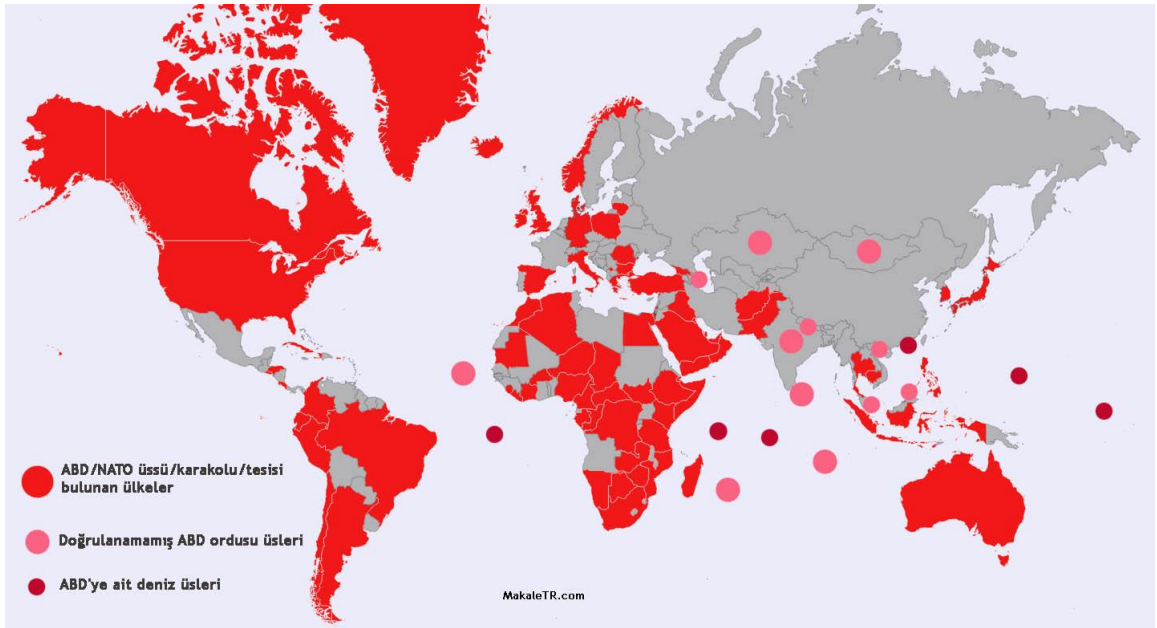 ABD/NATO üssü/karakolu/tesisi
bulunan ülkeler
Doğrulanamamış ABD ordusu üsleri
ABD'ye ait deniz üsleri
MakaleTR.com